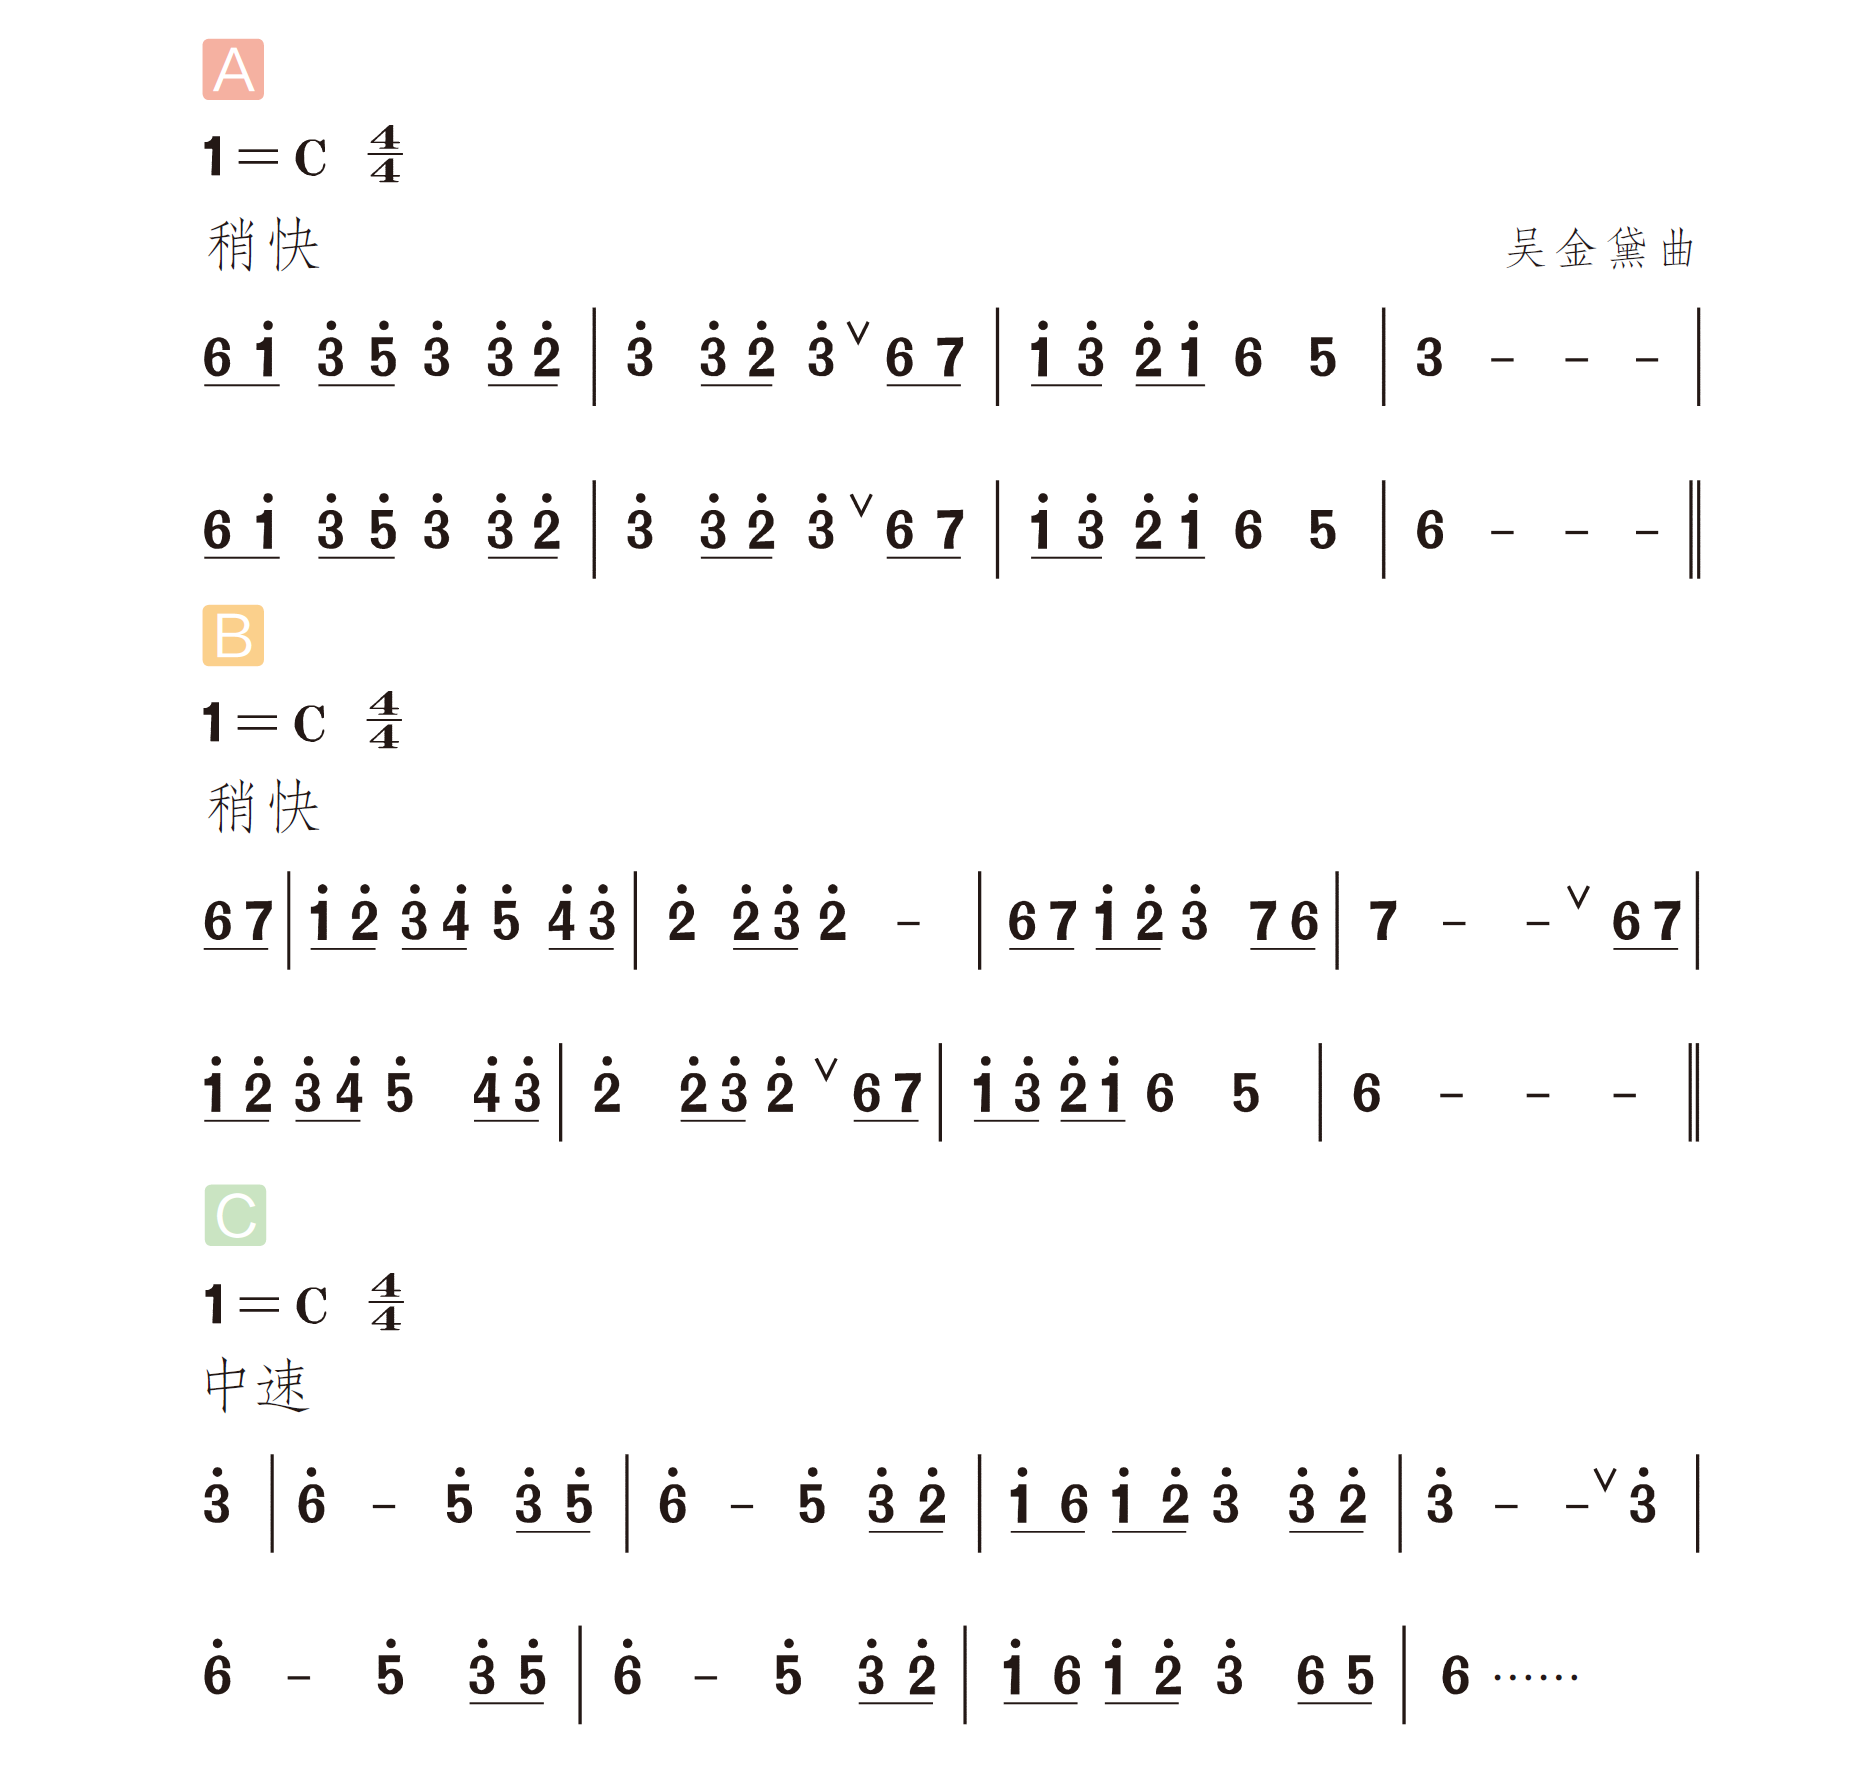 A
1=C 4/4
稍快
吴金黛曲
6 1̇ 3̇ 5̇ 3̇ 3̇ 2̇ | 3̇ 3̇ 2̇ 3̇ ∨ 6 7 | 1̇ 3̇ 2̇ 1̇ 6 5 | 3 – – – |
6 1̇ 3̇ 5̇ 3̇ 3̇ 2̇ | 3̇ 3̇ 2̇ 3̇ ∨ 6 7 | 1̇ 3̇ 2̇ 1̇ 6 5 | 6 – – – ‖
B
1=C 4/4
稍快
6 7 | 1̇ 2̇ 3̇ 4̇ 5̇ 4̇ 3̇ | 2̇ 2̇ 3̇ 2̇ – | 6 7 1̇ 2̇ 3̇ 7 6 | 7 – – ∨ 6 7 |
1̇ 2̇ 3̇ 4̇ 5̇ 4̇ 3̇ | 2̇ 2̇ 3̇ 2̇ ∨ 6 7 | 1̇ 3̇ 2̇ 1̇ 6 5 | 6 – – – ‖
C
1=C 4/4
中速
3̇ | 6̇ – 5̇ 3̇ 5̇ | 6̇ – 5̇ 3̇ 2̇ | 1̇ 6 1̇ 2̇ 3̇ 3̇ 2̇ | 3̇ – – ∨ 3̇ |
6̇ – 5̇ 3̇ 5̇ | 6̇ – 5̇ 3̇ 2̇ | 1̇ 6 1̇ 2̇ 3̇ 6 5 | 6 ……